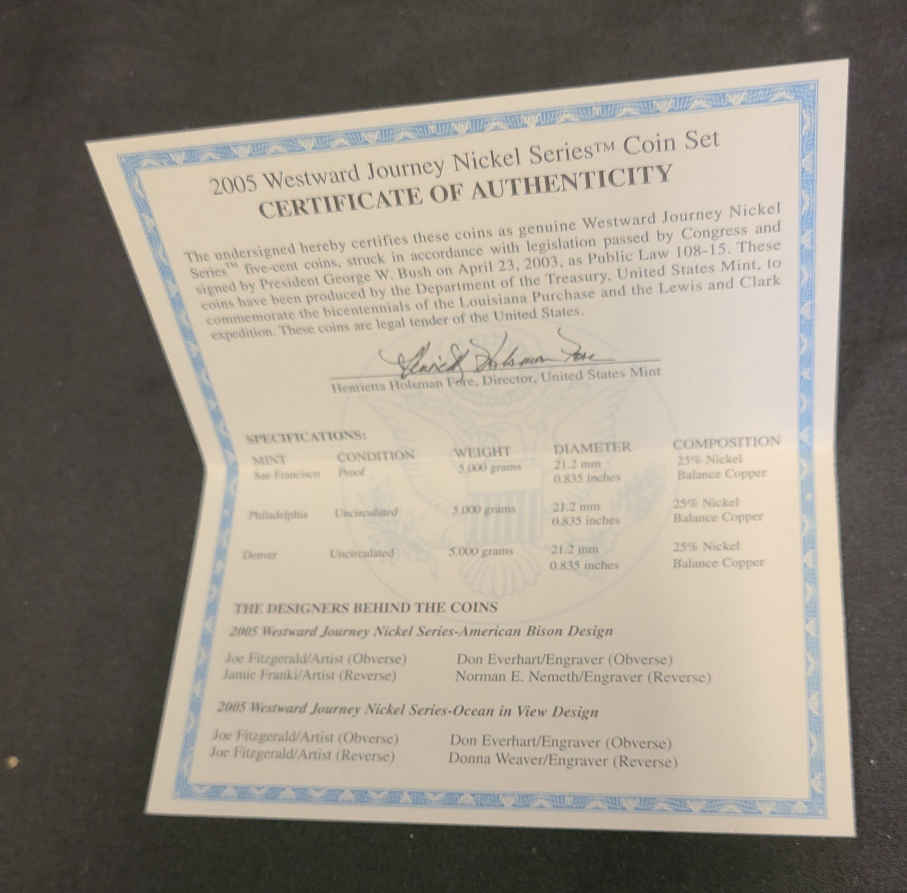 2005 Westward Journey Nickel Series™ Coin Set
CERTIFICATE OF AUTHENTICITY
The undersigned hereby certifies these coins as genuine Westward Journey Nickel
Series™ five-cent coins, struck in accordance with legislation passed by Congress and
signed by President George W. Bush on April 23, 2003, as Public Law 108-15. These
coins have been produced by the Department of the Treasury, United States Mint, to
commemorate the bicentennials of the Louisiana Purchase and the Lewis and Clark
expedition. These coins are legal tender of the United States.
Henrietta Holsman Fore
Henrietta Holsman Fore, Director, United States Mint
SPECIFICATIONS:
MINT CONDITION WEIGHT DIAMETER COMPOSITION
San Francisco Proof 5.000 grams 21.2 mm 25% Nickel
0.835 inches Balance Copper
Philadelphia Uncirculated 5.000 grams 21.2 mm 25% Nickel
0.835 inches Balance Copper
Denver Uncirculated 5.000 grams 21.2 mm 25% Nickel
0.835 inches Balance Copper
THE DESIGNERS BEHIND THE COINS
2005 Westward Journey Nickel Series-American Bison Design
Joe Fitzgerald/Artist (Obverse) Don Everhart/Engraver (Obverse)
Jamie Franki/Artist (Reverse) Norman E. Nemeth/Engraver (Reverse)
2005 Westward Journey Nickel Series-Ocean in View Design
Joe Fitzgerald/Artist (Obverse) Don Everhart/Engraver (Obverse)
Joe Fitzgerald/Artist (Reverse) Donna Weaver/Engraver (Reverse)